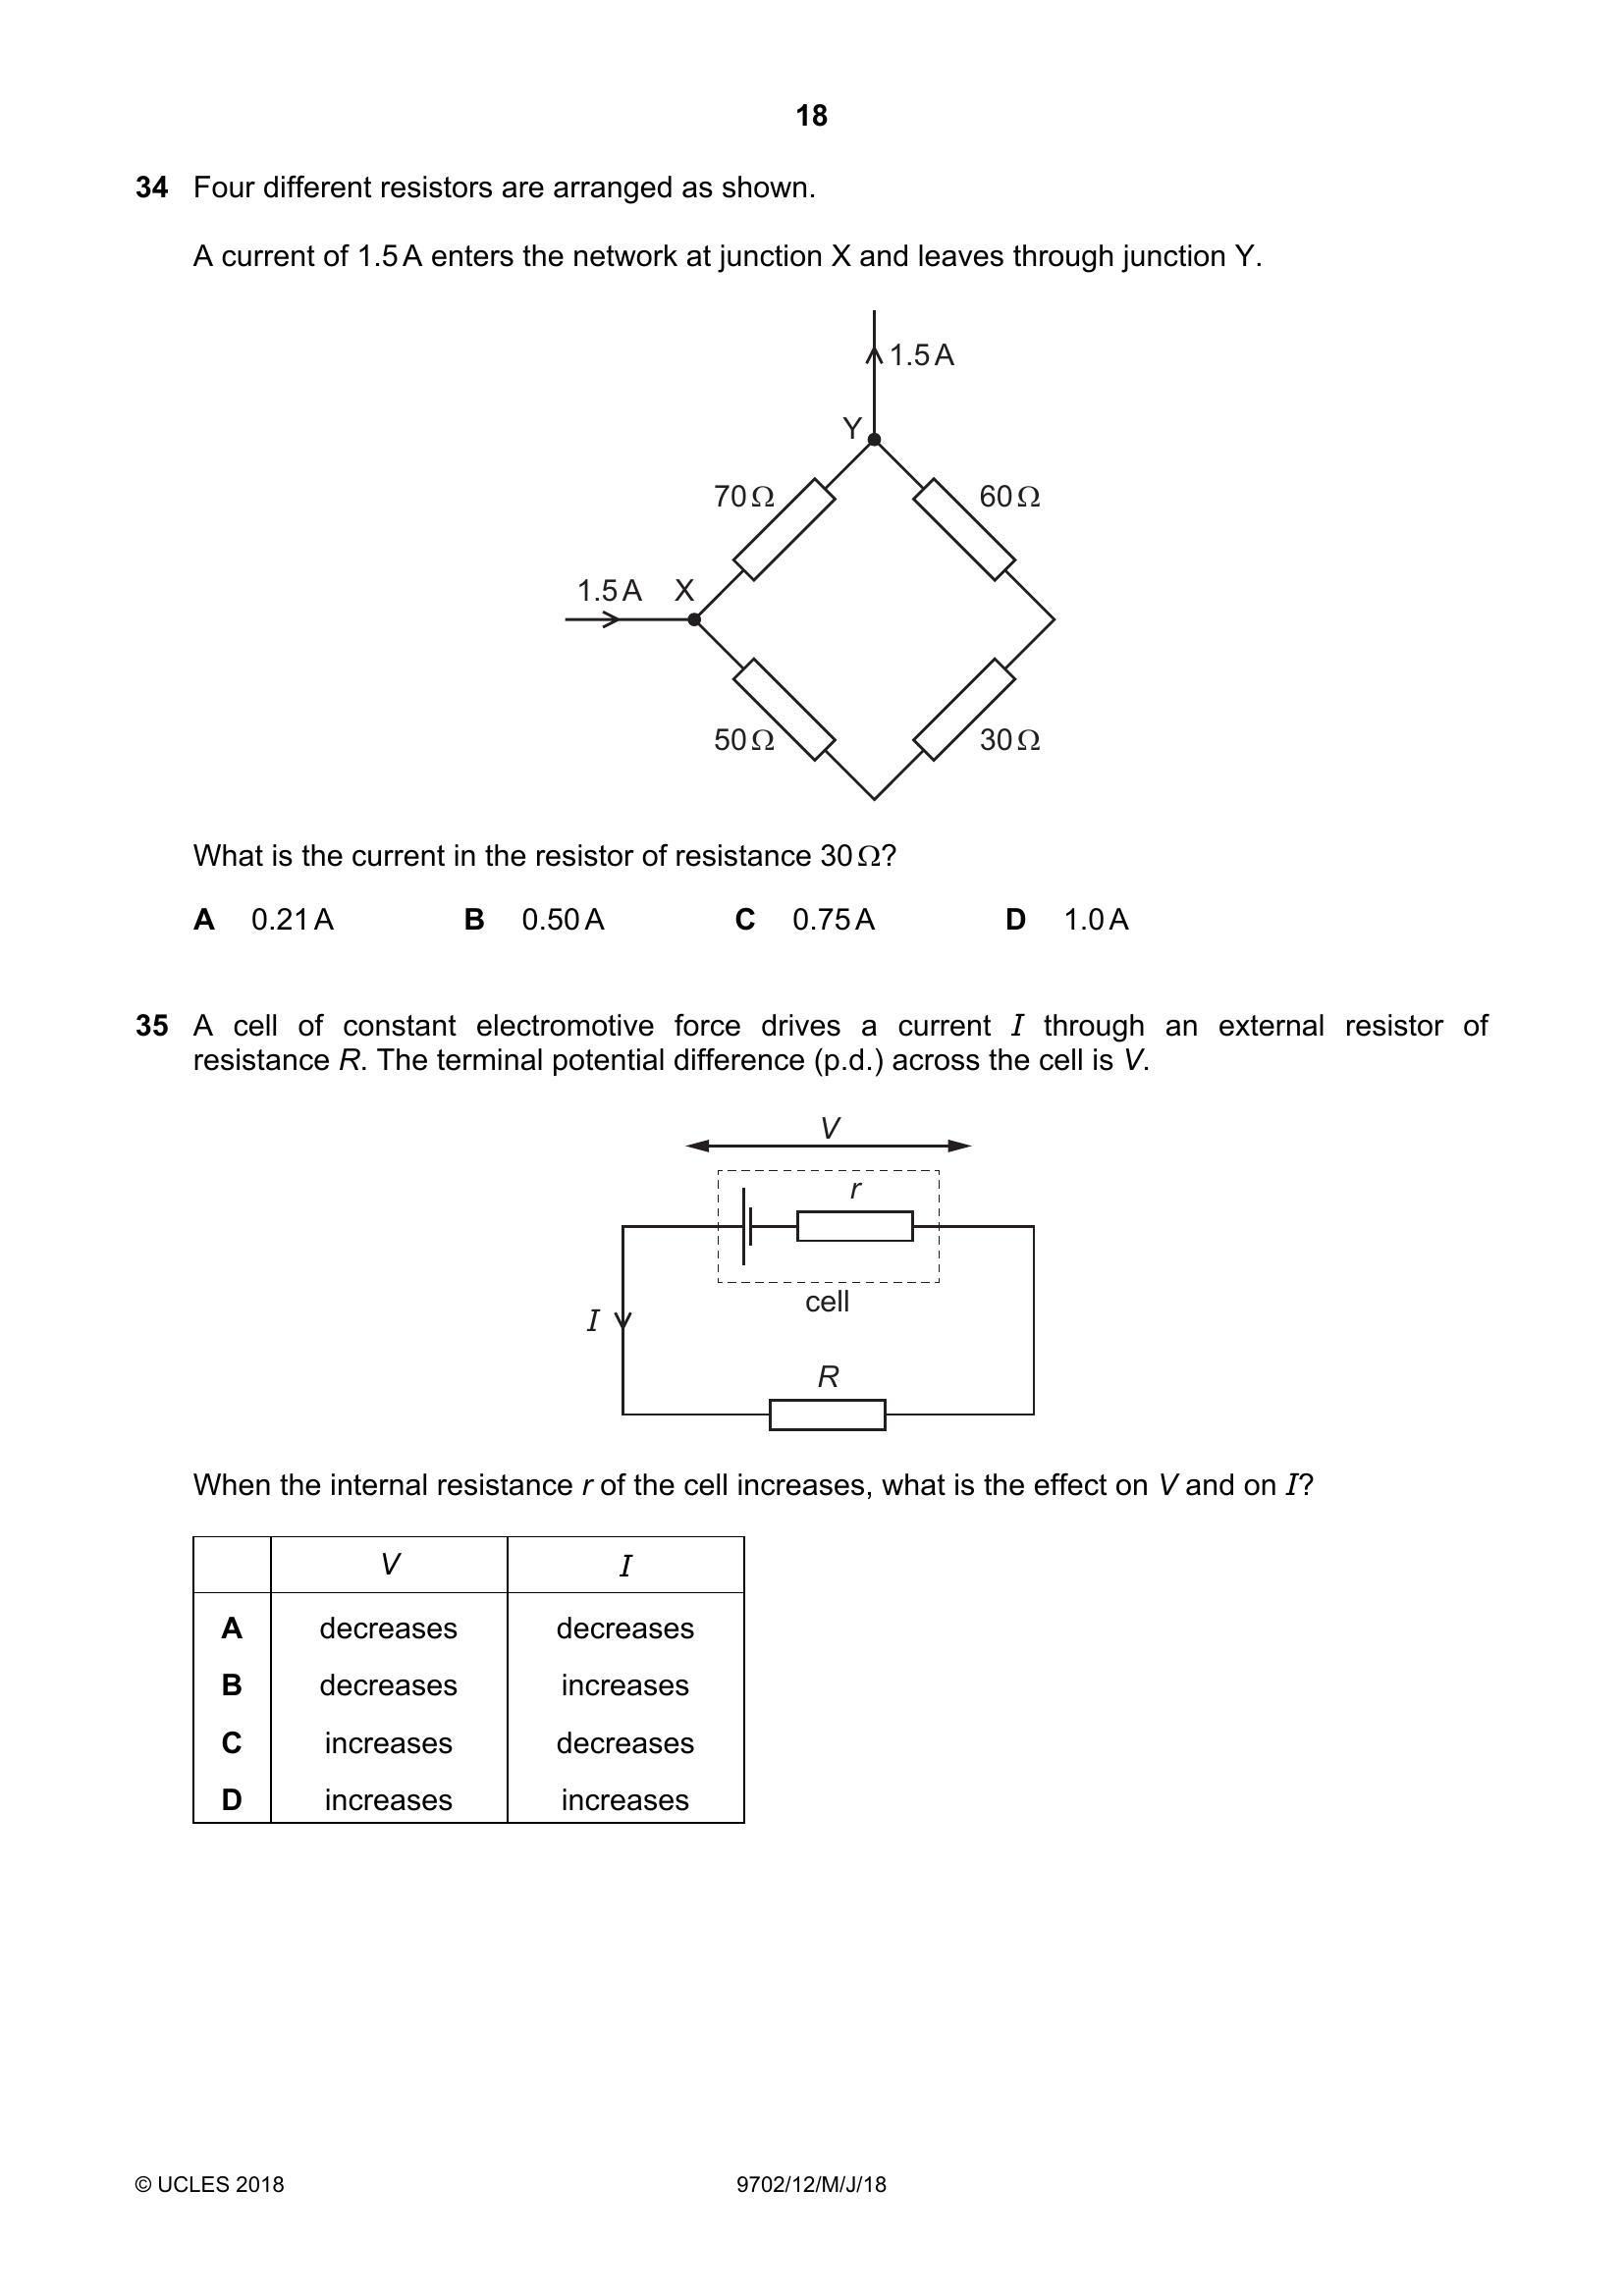 18
34 Four different resistors are arranged as shown.
A current of 1.5 A enters the network at junction X and leaves through junction Y.
1.5 A
Y
70 Ω 60 Ω
1.5 A X
50 Ω 30 Ω
What is the current in the resistor of resistance 30 Ω?
A 0.21 A B 0.50 A C 0.75 A D 1.0 A
35 A cell of constant electromotive force drives a current I through an external resistor of
resistance R. The terminal potential difference (p.d.) across the cell is V.
V
r
cell
I
R
When the internal resistance r of the cell increases, what is the effect on V and on I?
V I
A decreases decreases
B decreases increases
C increases decreases
D increases increases
© UCLES 2018 9702/12/M/J/18